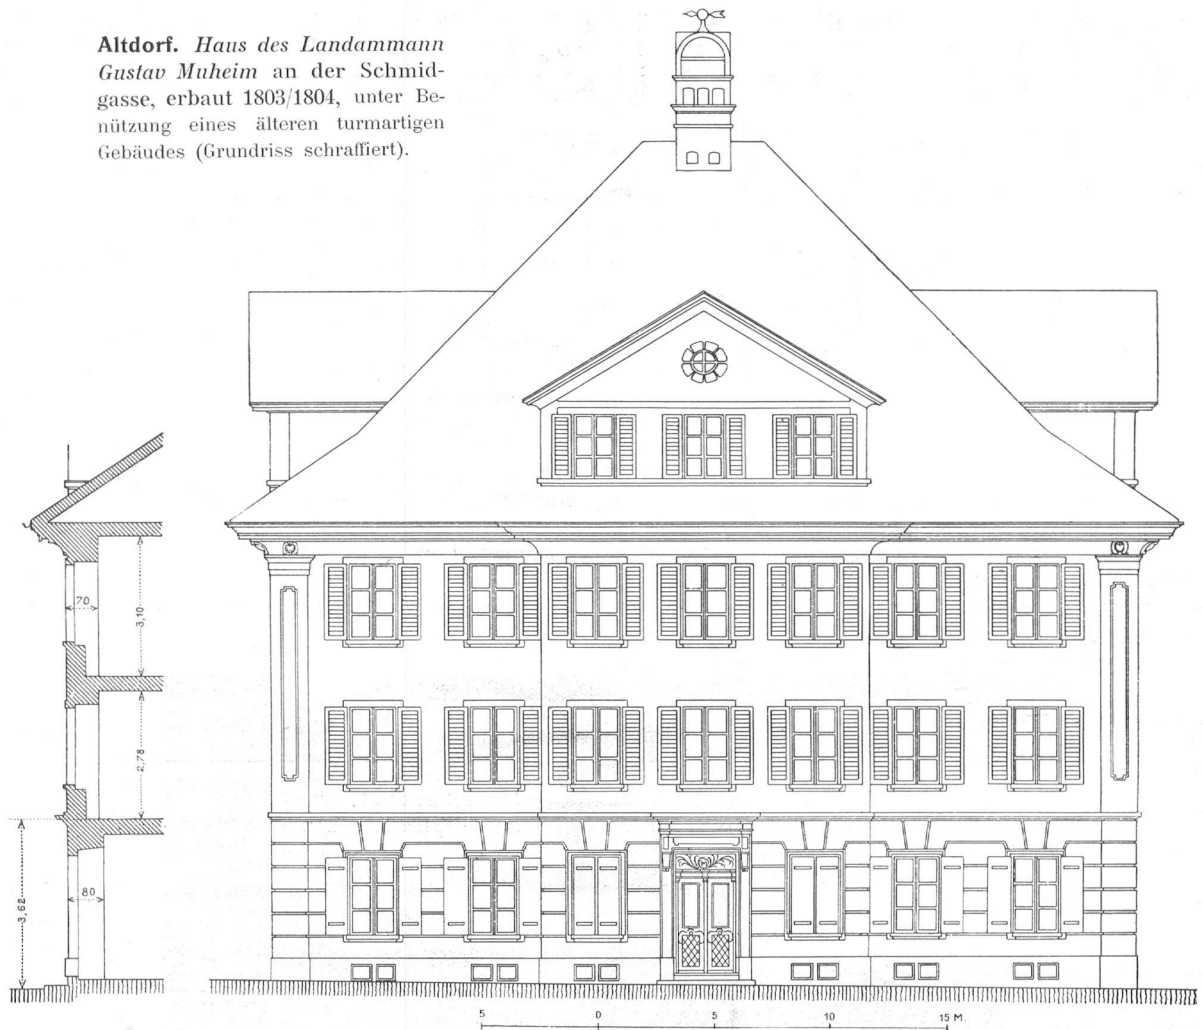 Altdorf. Haus des Landammann
Gustav Muheim an der Schmid-
gasse, erbaut 1803/1804, unter Be-
nützung eines älteren turmartigen
Gebäudes (Grundriss schraffiert).
70
3,10
2,78
80
3,62
5 0 5 10 15 M.